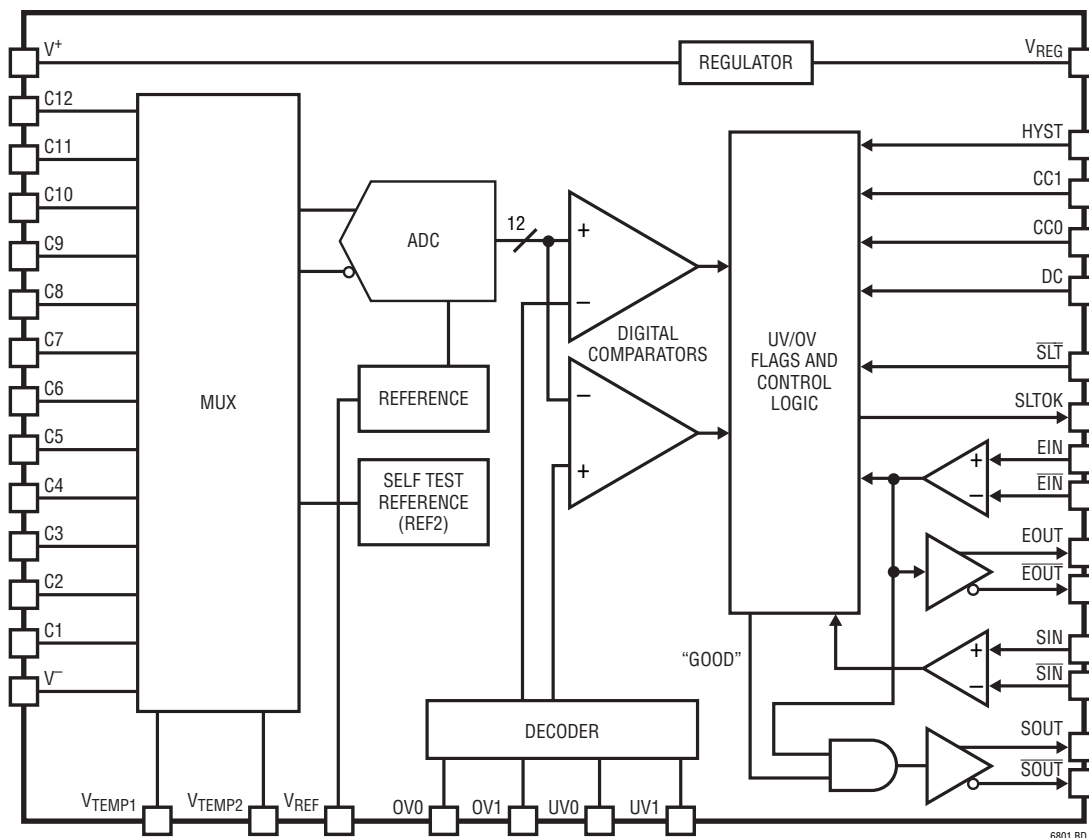 V+
REGULATOR
VREG
C12
C11
C10
C9
C8
C7
C6
C5
C4
C3
C2
C1
V–
MUX
ADC
12
+
–
DIGITAL
COMPARATORS
–
+
REFERENCE
SELF TEST
REFERENCE
(REF2)
UV/OV
FLAGS AND
CONTROL
LOGIC
HYST
CC1
CC0
DC
SLT
SLTOK
EIN
+
–
EIN
EOUT
EOUT
SIN
+
–
SIN
"GOOD"
SOUT
SOUT
DECODER
VTEMP1
VTEMP2
VREF
OV0
OV1
UV0
UV1
6801 BD